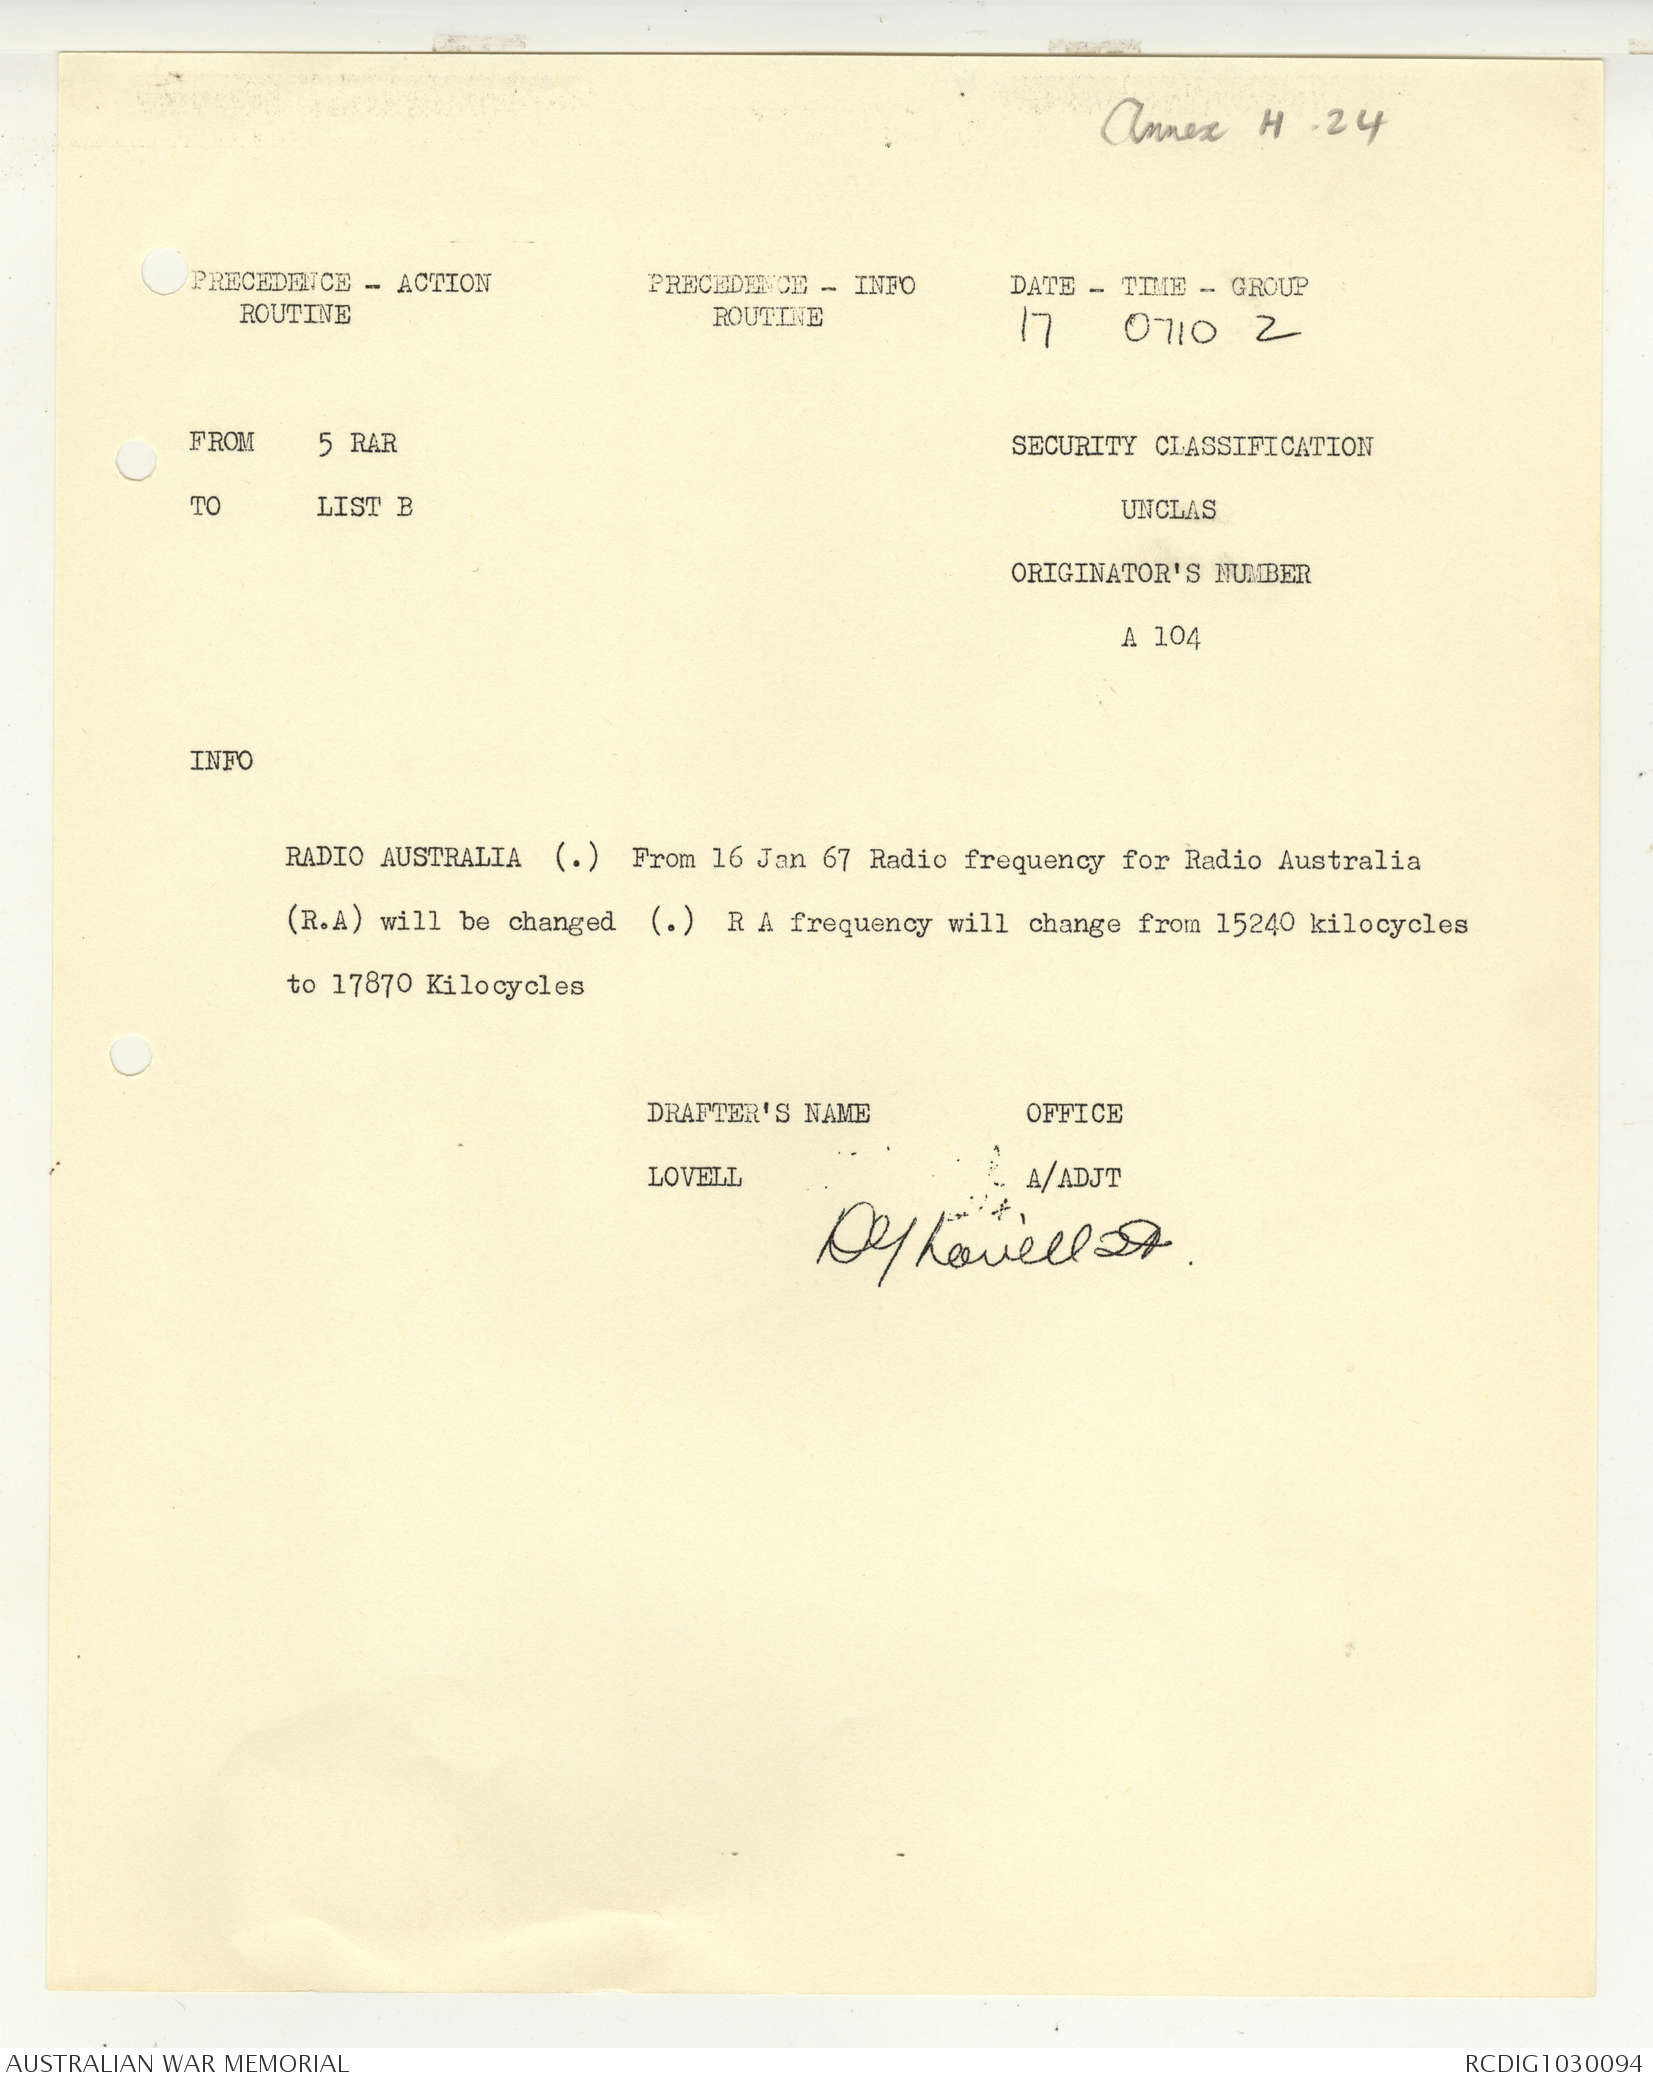 Annex H .24
PRECEDENCE - ACTION PRECEDENCE - INFO DATE - TIME - GROUP
ROUTINE ROUTINE 17 0710 Z
FROM 5 RAR SECURITY CLASSIFICATION
TO LIST B UNCLAS
ORIGINATOR'S NUMBER
A 104
INFO
RADIO AUSTRALIA (.) From 16 Jan 67 Radio frequency for Radio Australia
(R.A) will be changed (.) R A frequency will change from 15240 kilocycles
to 17870 Kilocycles
DRAFTER'S NAME OFFICE
LOVELL A/ADJT
Lovell
AUSTRALIAN WAR MEMORIAL RCDIG1030094